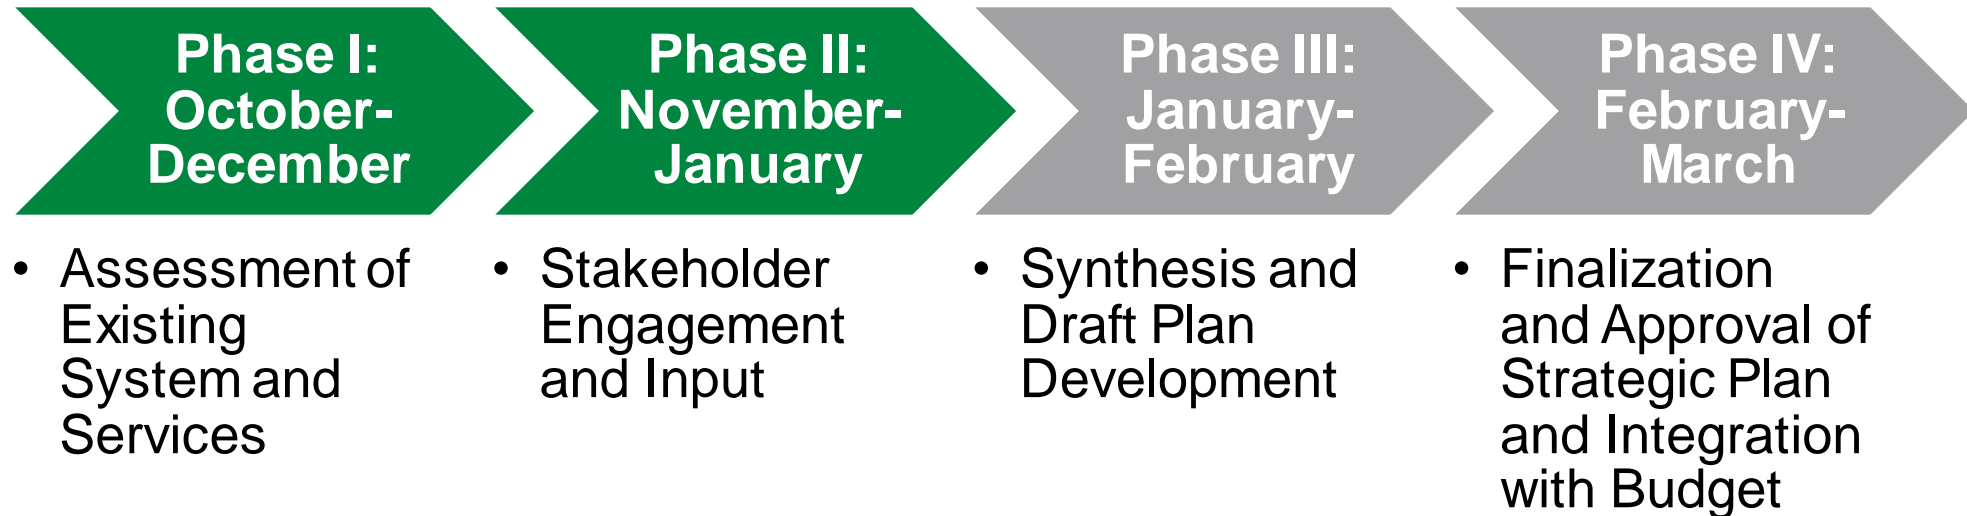 Phase I:
October-
December
Phase II:
November-
January
Phase III:
January-
February
Phase IV:
February-
March
• Assessment of
Existing
System and
Services
• Stakeholder
Engagement
and Input
• Synthesis and
Draft Plan
Development
• Finalization
and Approval of
Strategic Plan
and Integration
with Budget